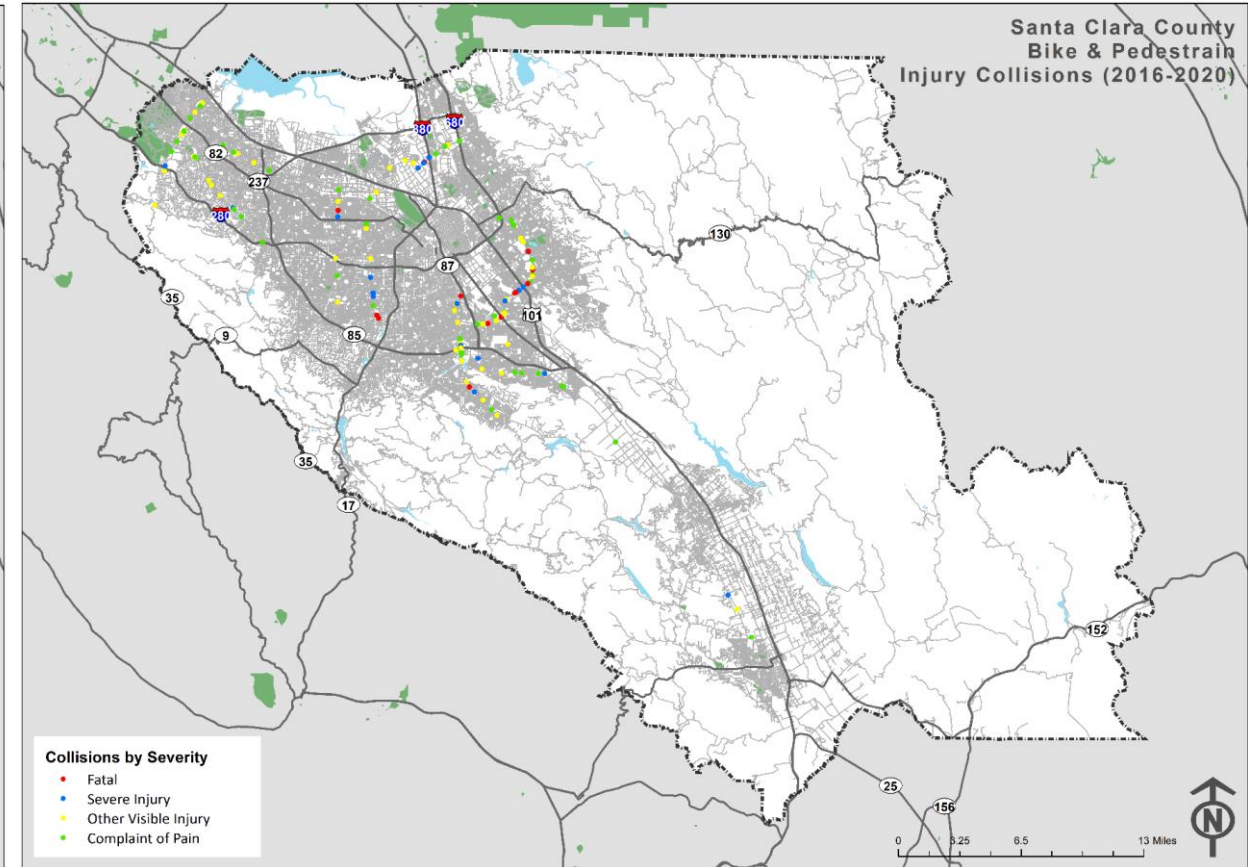 Santa Clara County
Bike & Pedestrain
Injury Collisions (2016-2020)
680
82
237
280
130
87
35
101
9
85
35
17
152
25
156
Collisions by Severity
Fatal
Severe Injury
Other Visible Injury
Complaint of Pain
N
0 3.25 6.5 13 Miles